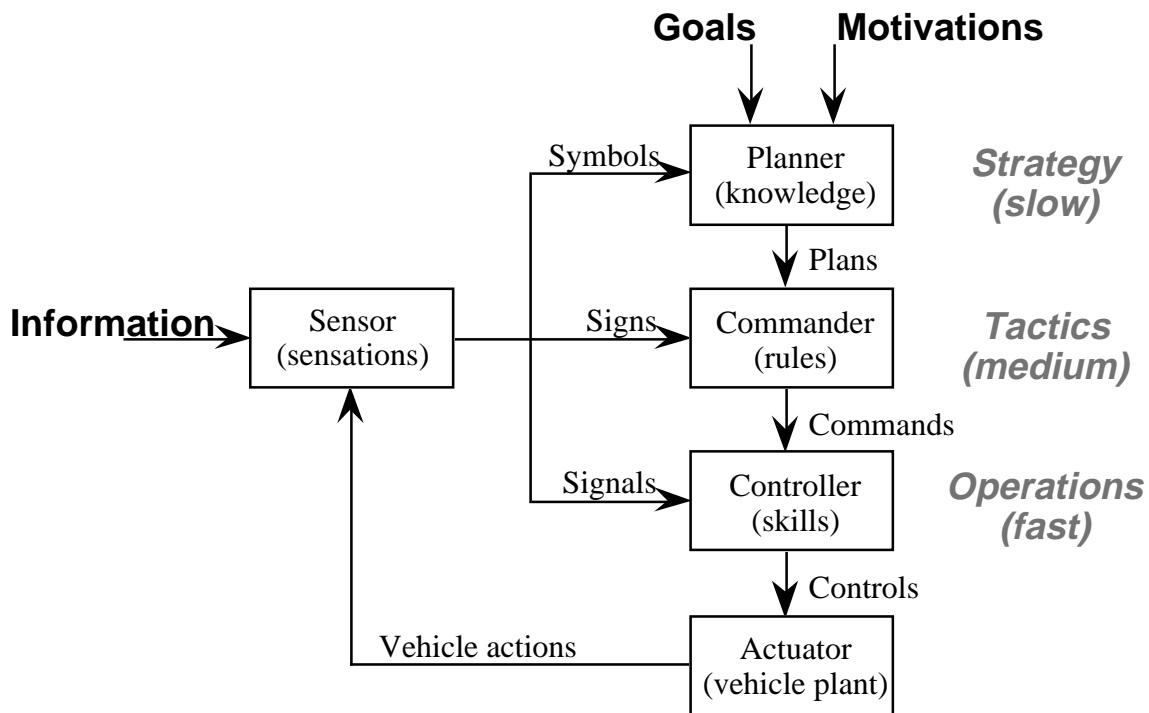 Goals
Motivations
Symbols
Planner
(knowledge)
Strategy
(slow)
Plans
Information
Sensor
(sensations)
Signs
Commander
(rules)
Tactics
(medium)
Commands
Signals
Controller
(skills)
Operations
(fast)
Controls
Vehicle actions
Actuator
(vehicle plant)